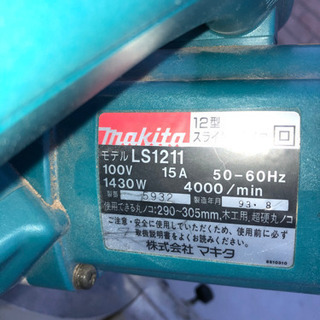 12型
makita スライド
モデル LS1211
100V 15A 50-60Hz
1430W 4000/min
製番 5932 製造年月 93・8
使用できる丸ノコ:290~305mm,木工用,超硬丸ノコ
ご注意・安全に使用していただくため、使用前に必ず
取扱説明書をよくお読みください。
株式会社 マキタ